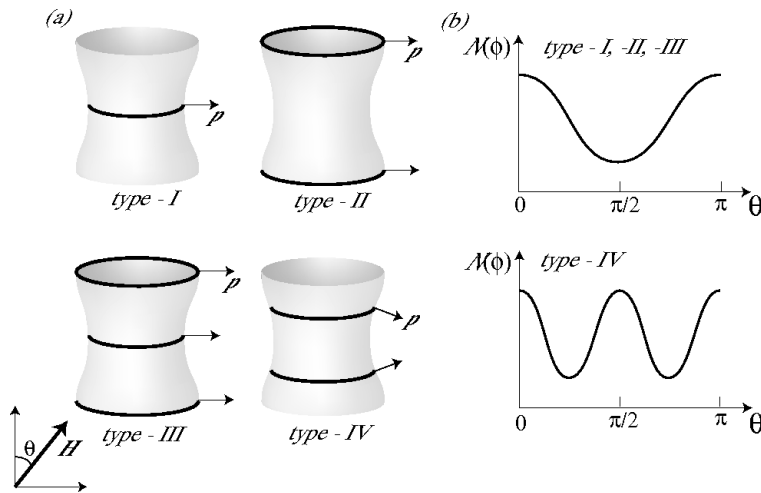 (a)
p
type - I
p
type - II
p
type - III
p
type - IV
θ
H
(b)
N(ϕ)
type - I, -II, -III
0
π/2
π
θ
N(ϕ)
type - IV
0
π/2
π
θ